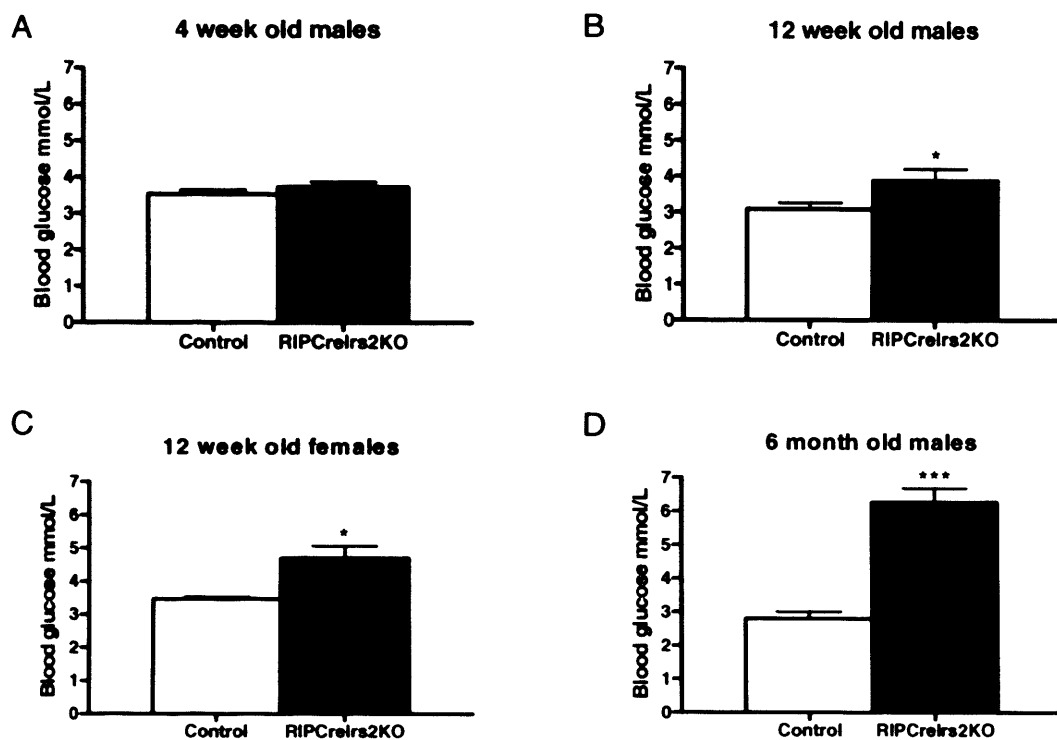 A
4 week old males
Blood glucose mmol/L
7
6
5
4
3
2
1
0
Control RIPCreIrs2KO
B
12 week old males
Blood glucose mmol/L
7
6
5
4
3
2
1
0
*
Control RIPCreIrs2KO
C
12 week old females
Blood glucose mmol/L
7
6
5
4
3
2
1
0
*
Control RIPCreIrs2KO
D
6 month old males
Blood glucose mmol/L
7
6
5
4
3
2
1
0
***
Control RIPCreIrs2KO